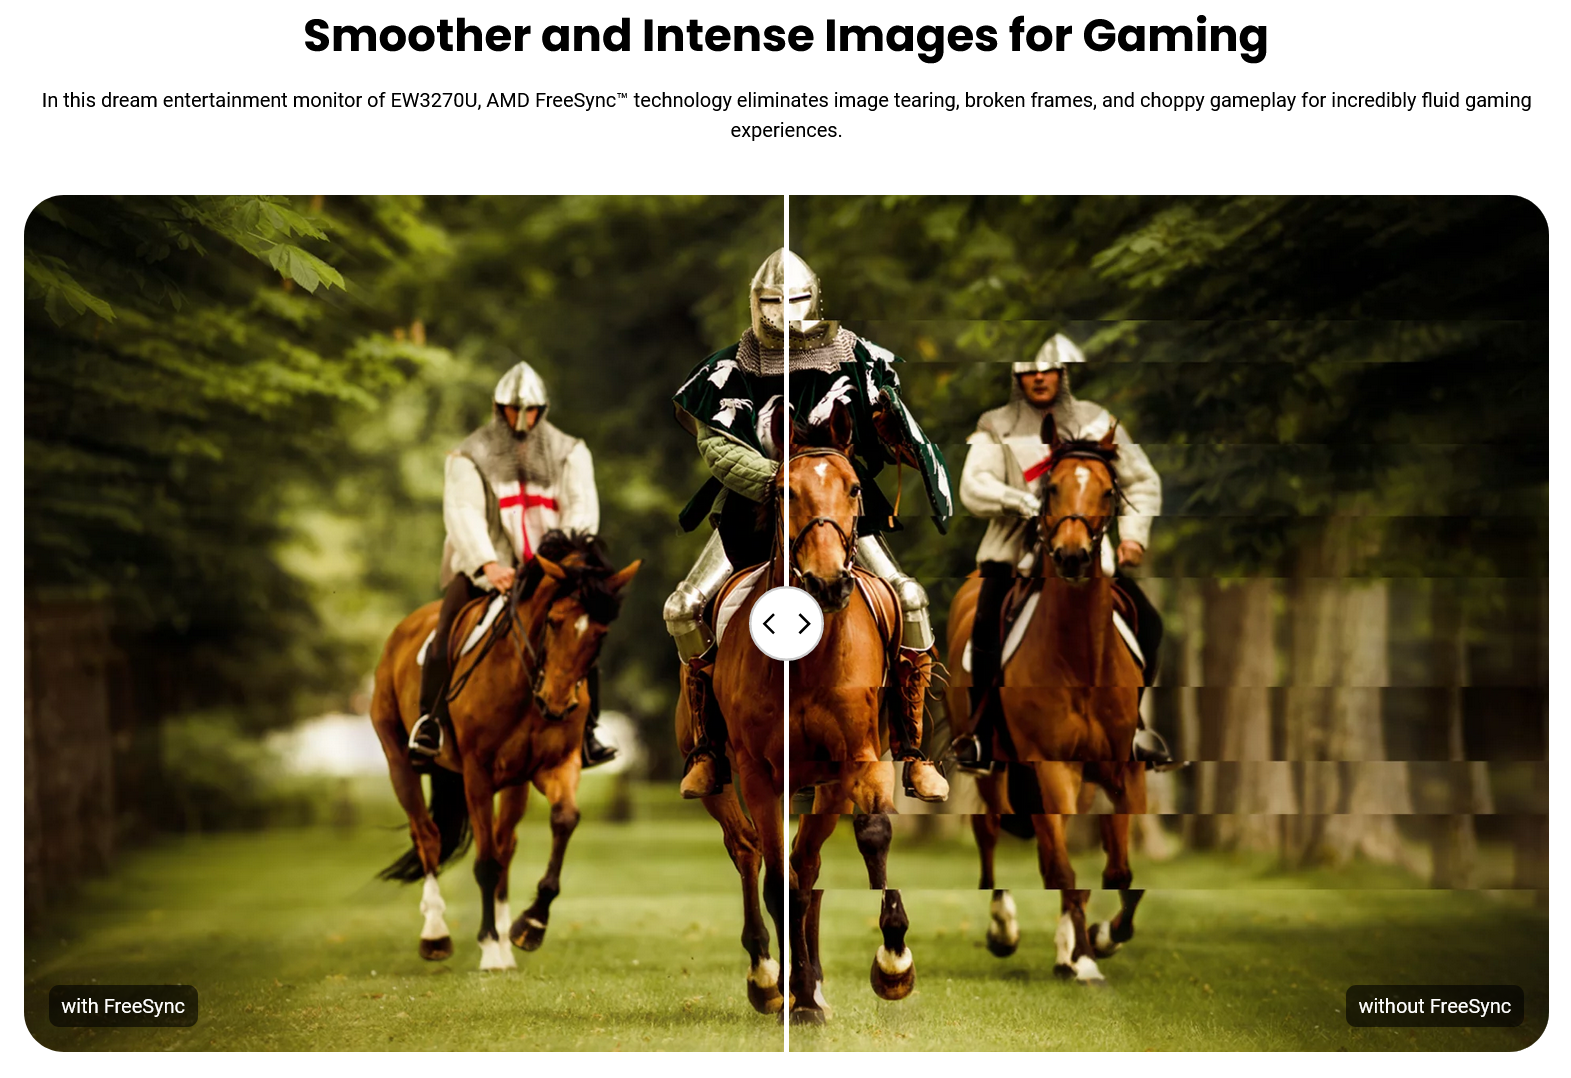 Smoother and Intense Images for Gaming
In this dream entertainment monitor of EW3270U, AMD FreeSync™ technology eliminates image tearing, broken frames, and choppy gameplay for incredibly fluid gaming
experiences.
with FreeSync
without FreeSync